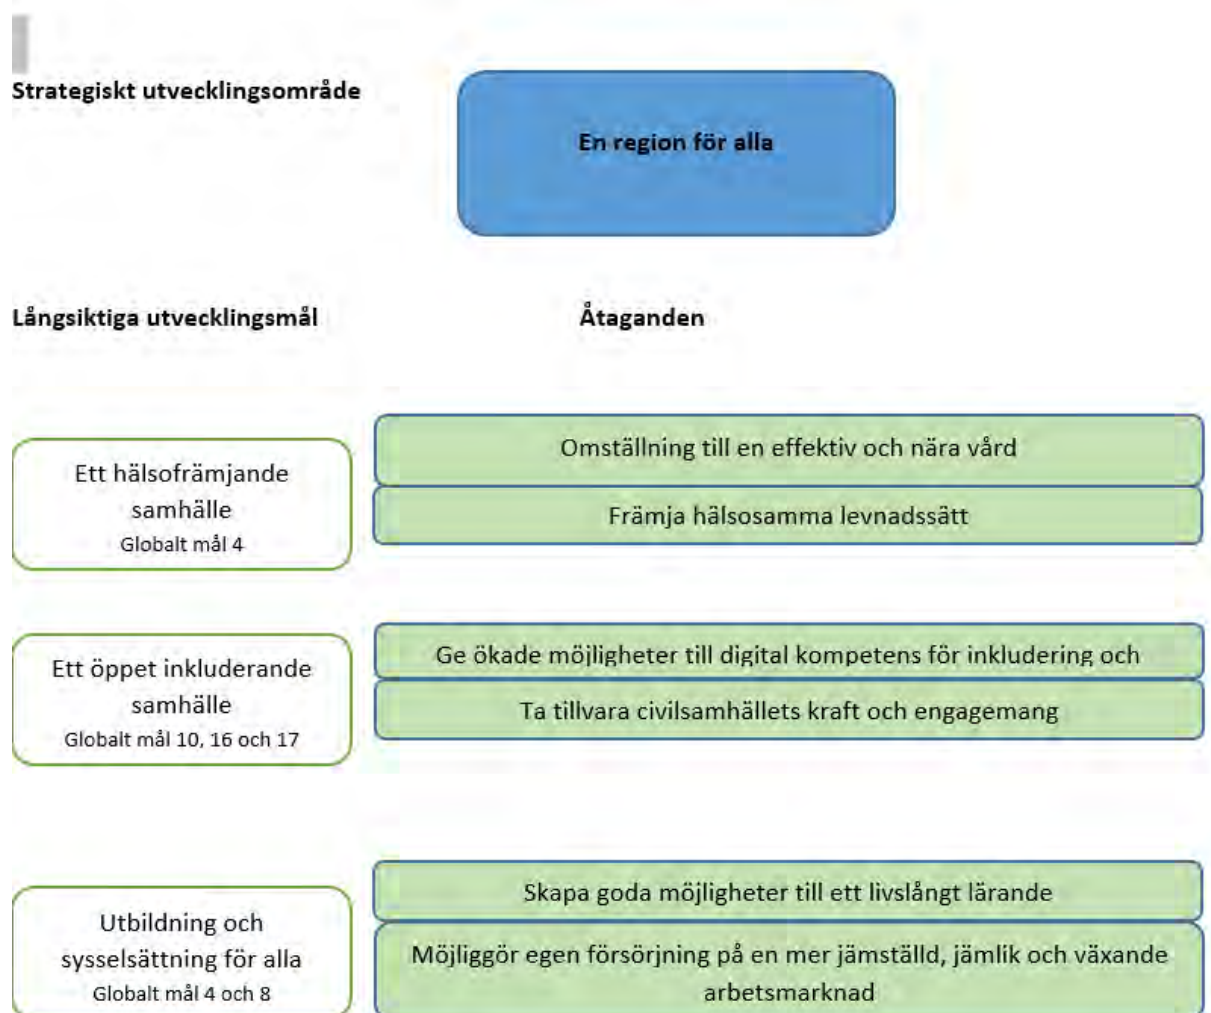 Strategiskt utvecklingsområde
En region för alla
Långsiktiga utvecklingsmål
Åtaganden
Ett hälsofrämjande
samhälle
Globalt mål 4
Omställning till en effektiv och nära vård
Främja hälsosamma levnadssätt
Ett öppet inkluderande
samhälle
Globalt mål 10, 16 och 17
Ge ökade möjligheter till digital kompetens för inkludering och
Ta tillvara civilsamhällets kraft och engagemang
Utbildning och
sysselsättning för alla
Globalt mål 4 och 8
Skapa goda möjligheter till ett livslångt lärande
Möjliggör egen försörjning på en mer jämställd, jämlik och växande
arbetsmarknad